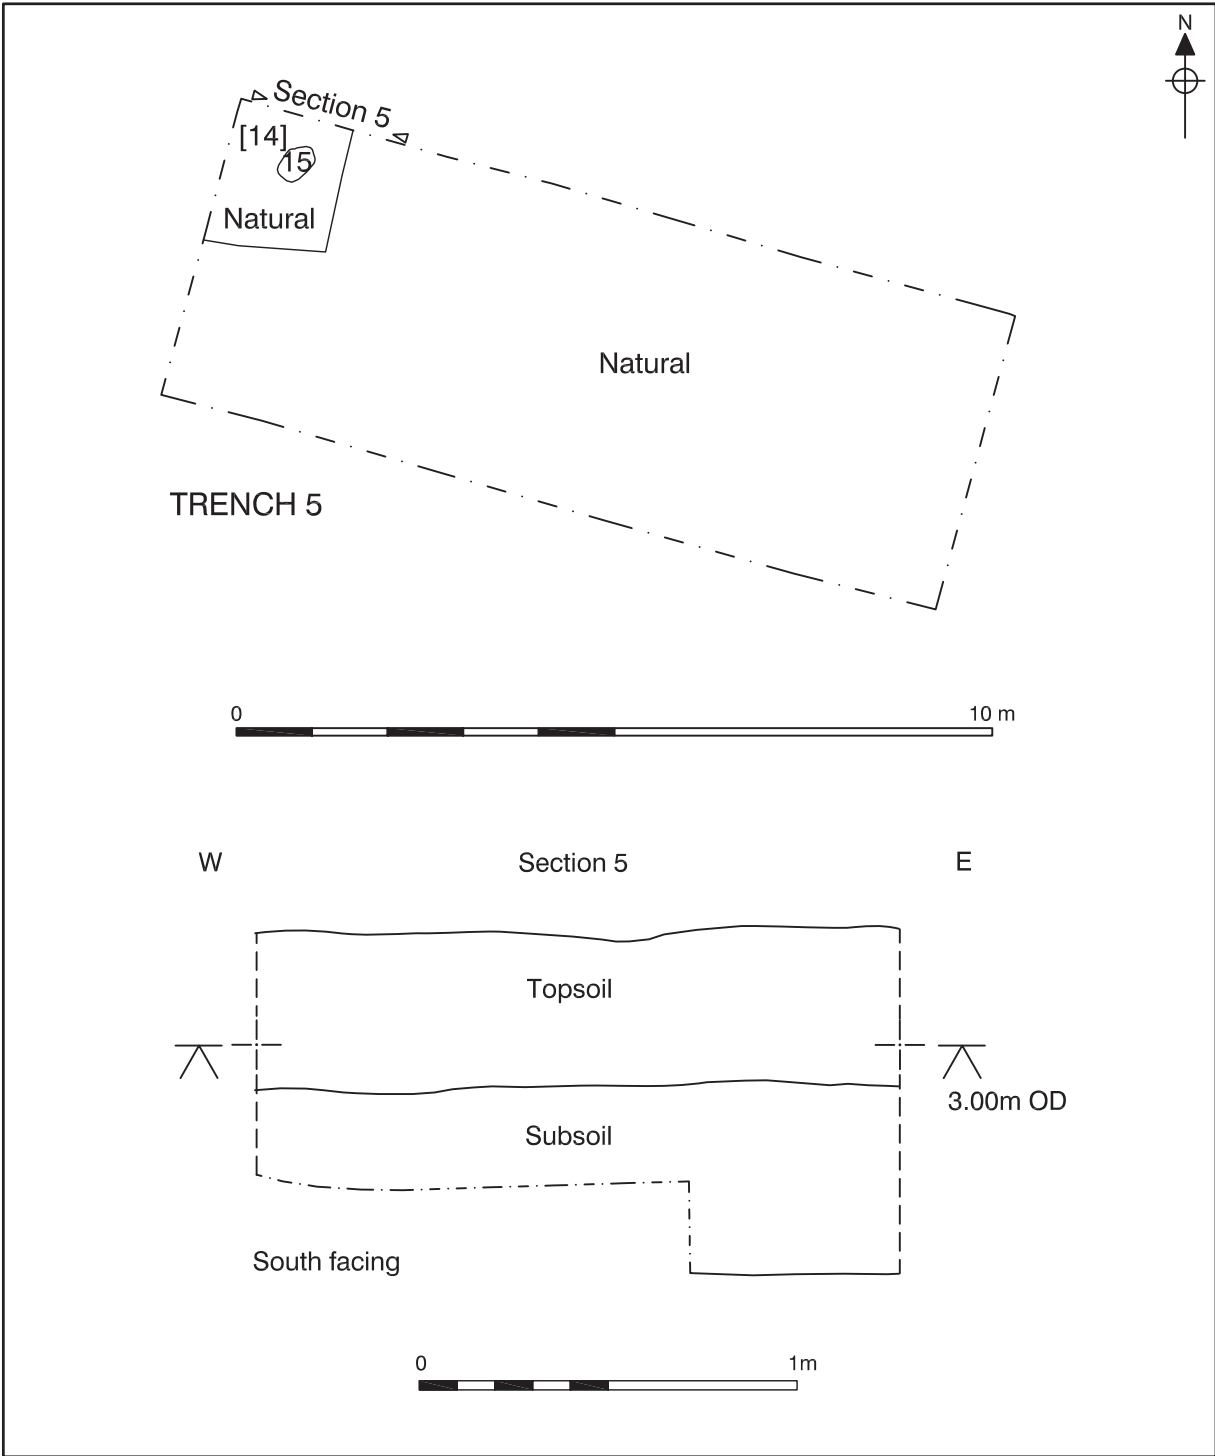 N
Section 5
[14]
15
Natural
Natural
TRENCH 5
0 10 m
W Section 5 E
Topsoil
3.00m OD
Subsoil
South facing
0 1m